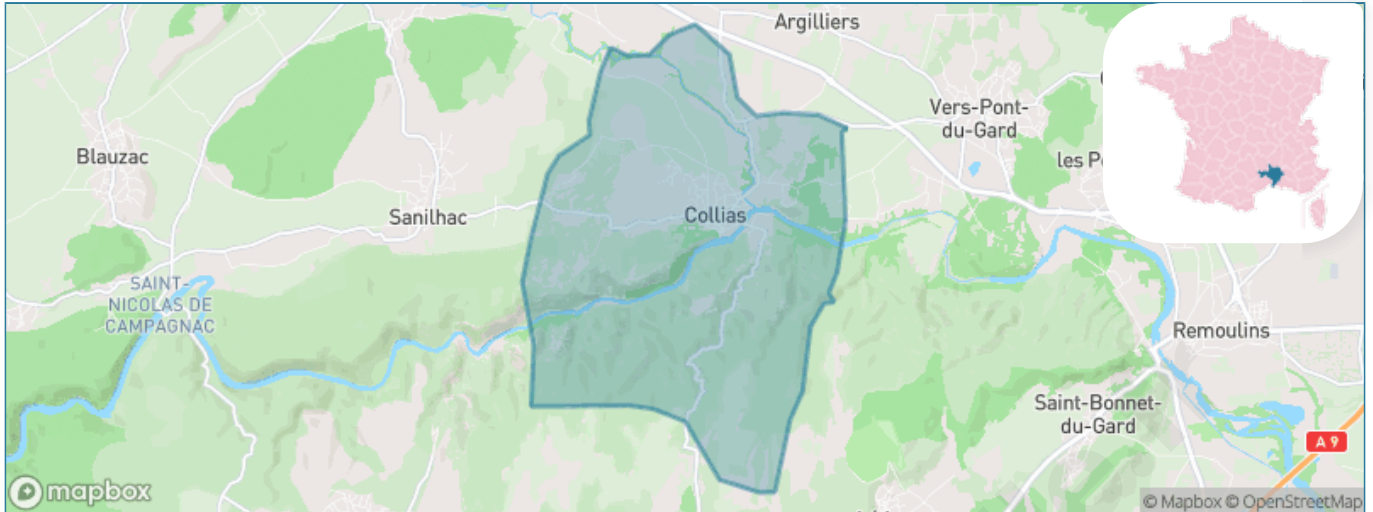 Argilliers
Vers-Pont-
du-Gard
Blauzac
les P
Sanilhac
Collias
SAINT-
NICOLAS DE
CAMPAGNAC
Remoulins
Saint-Bonnet-
du-Gard
A 9
mapbox
© Mapbox © OpenStreetMap